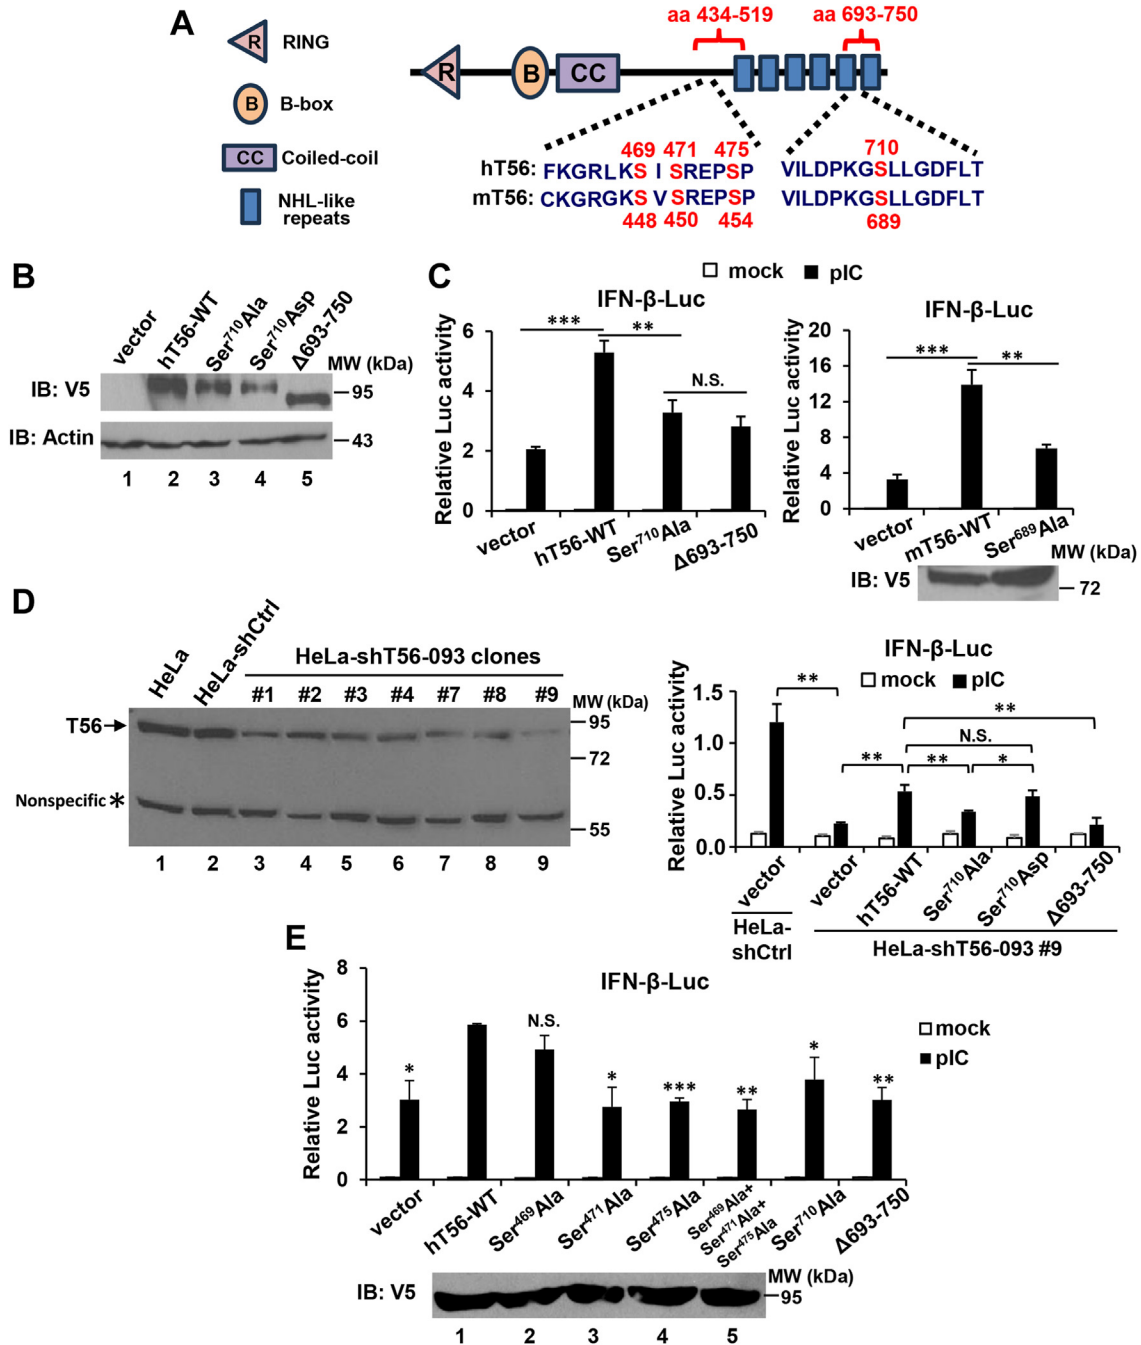 A
R RING
B B-box
CC Coiled-coil
NHL-like
repeats
aa 434-519 aa 693-750
R B CC
469 471 475 710
hT56: FKGRLKS I SREPSP VILDPKGSLLGDFLT
mT56: CKGRGKS V SREPSP VILDPKGSLLGDFLT
448 450 454 689
B
vector hT56-WT Ser710Ala Ser710Asp Δ693-750 MW (kDa)
IB: V5 95
IB: Actin 43
1 2 3 4 5
C
mock pIC
IFN-β-Luc
Relative Luc activity
6
4
2
0
*** ** N.S.
vector hT56-WT Ser710Ala Δ693-750
IFN-β-Luc
Relative Luc activity
20
16
12
8
4
0
*** **
vector mT56-WT Ser689Ala
MW (kDa)
IB: V5 72
D
HeLa HeLa-shCtrl HeLa-shT56-093 clones
#1 #2 #3 #4 #7 #8 #9 MW (kDa)
T56 95
72
Nonspecific *
55
1 2 3 4 5 6 7 8 9
IFN-β-Luc
mock pIC
Relative Luc activity
1.5
1.0
0.5
0.0
** **
N.S.
** ** *
vector vector hT56-WT Ser710Ala Ser710Asp Δ693-750
HeLa-
shCtrl
HeLa-shT56-093 #9
E
IFN-β-Luc
mock
pIC
Relative Luc activity
8
6
4
2
0
* N.S. * *** ** * **
vector hT56-WT Ser469Ala Ser471Ala Ser475Ala Ser469Ala+
Ser471Ala+
Ser475Ala Ser710Ala Δ693-750
MW (kDa)
IB: V5 95
1 2 3 4 5